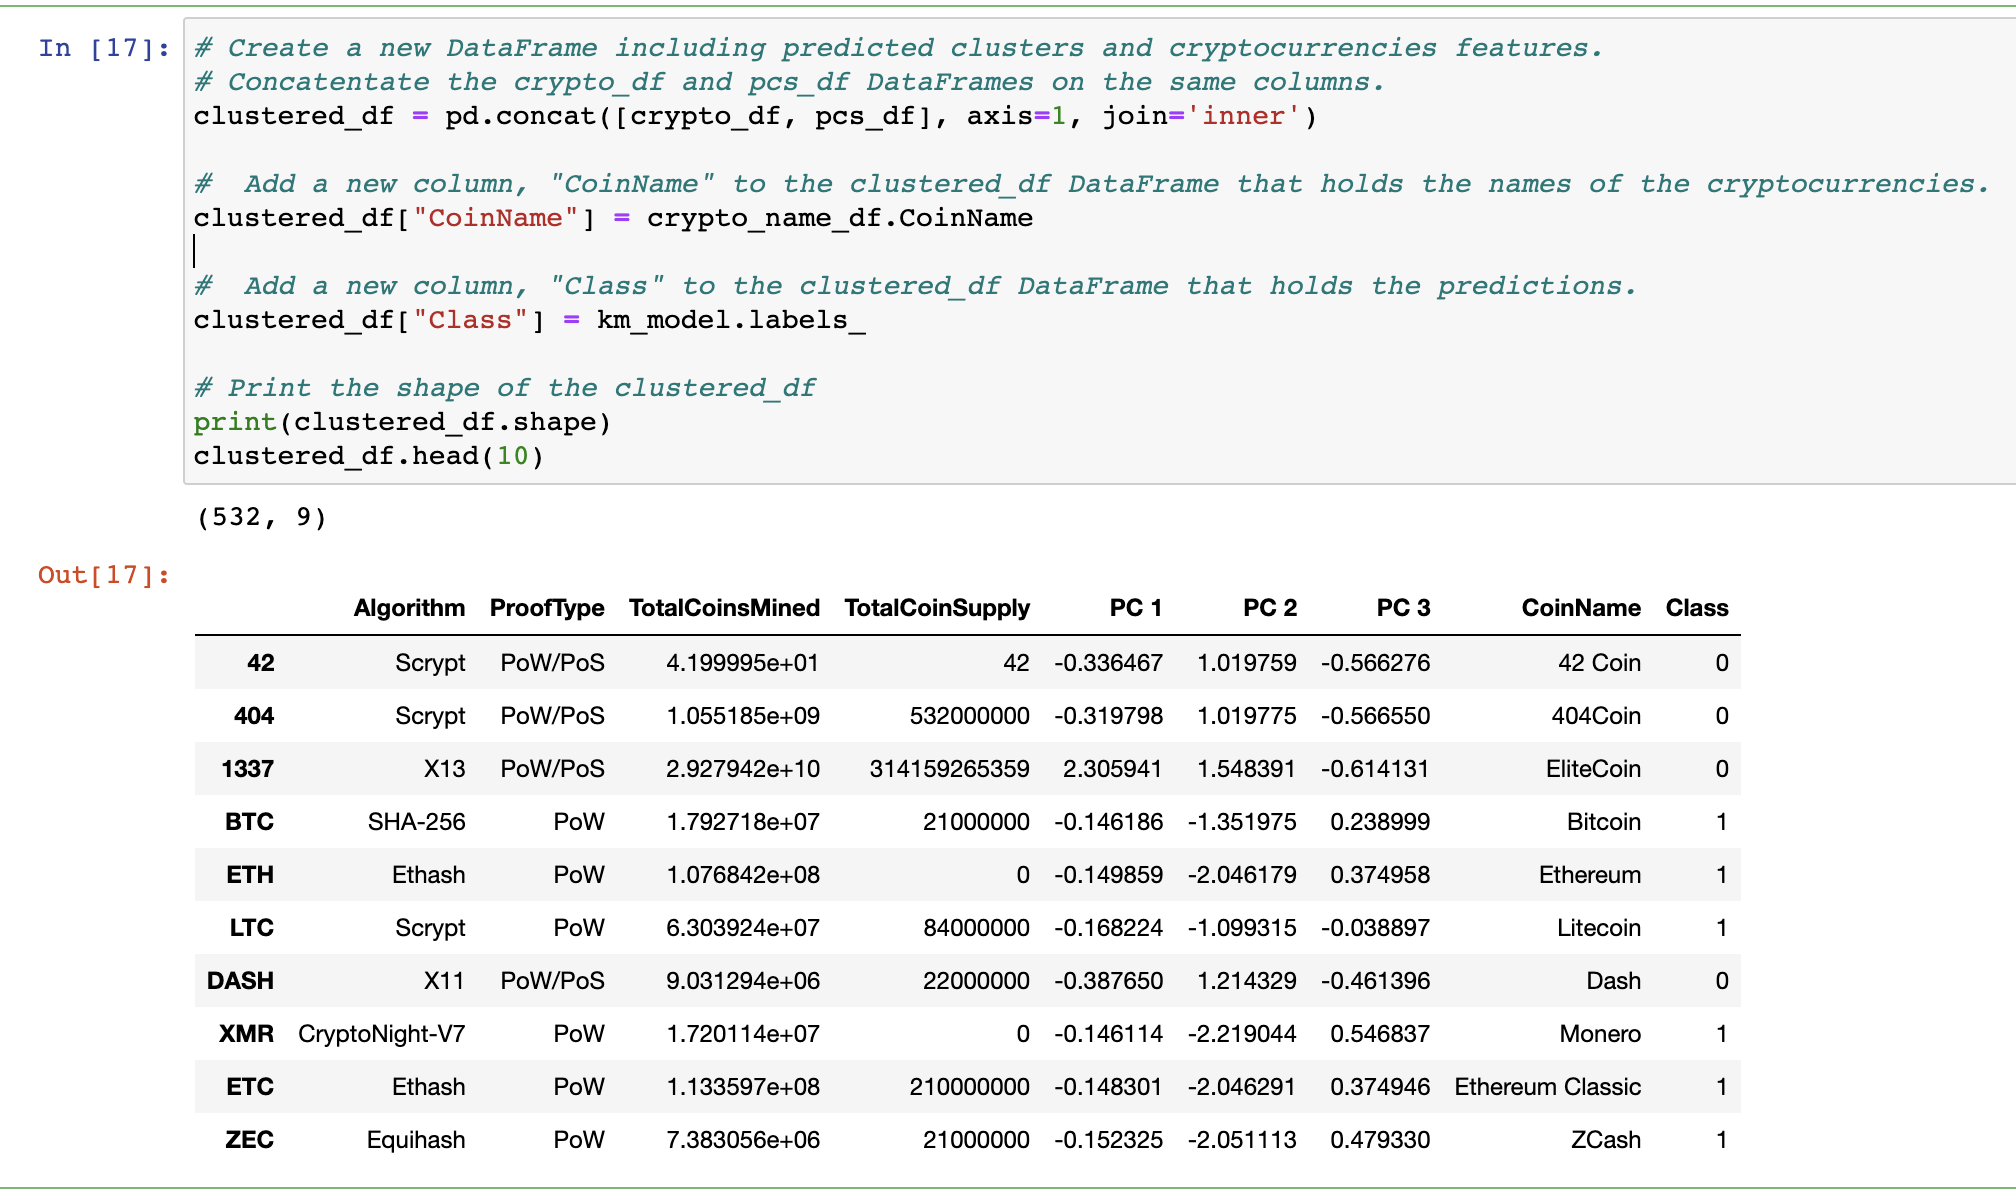 In [17]:
# Create a new DataFrame including predicted clusters and cryptocurrencies features.
# Concatentate the crypto_df and pcs_df DataFrames on the same columns.
clustered_df = pd.concat([crypto_df, pcs_df], axis=1, join='inner')
#  Add a new column, "CoinName" to the clustered_df DataFrame that holds the names of the cryptocurrencies.
clustered_df["CoinName"] = crypto_name_df.CoinName
#  Add a new column, "Class" to the clustered_df DataFrame that holds the predictions.
clustered_df["Class"] = km_model.labels_
# Print the shape of the clustered_df
print(clustered_df.shape)
clustered_df.head(10)
(532, 9)
Out[17]:
Algorithm ProofType TotalCoinsMined TotalCoinSupply PC 1 PC 2 PC 3 CoinName Class
42 Scrypt PoW/PoS 4.199995e+01 42 -0.336467 1.019759 -0.566276 42 Coin 0
404 Scrypt PoW/PoS 1.055185e+09 532000000 -0.319798 1.019775 -0.566550 404Coin 0
1337 X13 PoW/PoS 2.927942e+10 314159265359 2.305941 1.548391 -0.614131 EliteCoin 0
BTC SHA-256 PoW 1.792718e+07 21000000 -0.146186 -1.351975 0.238999 Bitcoin 1
ETH Ethash PoW 1.076842e+08 0 -0.149859 -2.046179 0.374958 Ethereum 1
LTC Scrypt PoW 6.303924e+07 84000000 -0.168224 -1.099315 -0.038897 Litecoin 1
DASH X11 PoW/PoS 9.031294e+06 22000000 -0.387650 1.214329 -0.461396 Dash 0
XMR CryptoNight-V7 PoW 1.720114e+07 0 -0.146114 -2.219044 0.546837 Monero 1
ETC Ethash PoW 1.133597e+08 210000000 -0.148301 -2.046291 0.374946 Ethereum Classic 1
ZEC Equihash PoW 7.383056e+06 21000000 -0.152325 -2.051113 0.479330 ZCash 1